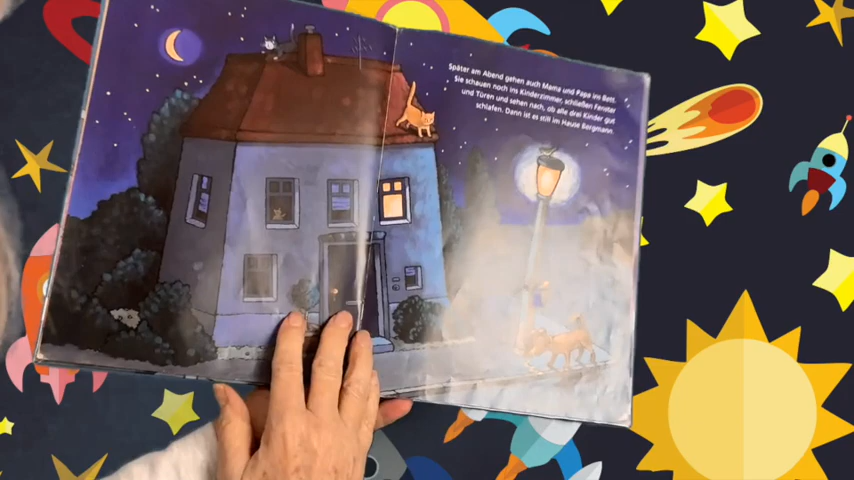 Später am Abend gehen auch Mama und Papa ins Bett.
Sie schauen noch ins Kinderzimmer, schließen Fenster
und Türen und sehen nach, ob alle drei Kinder gut
schlafen. Dann ist es still im Hause Bergmann.